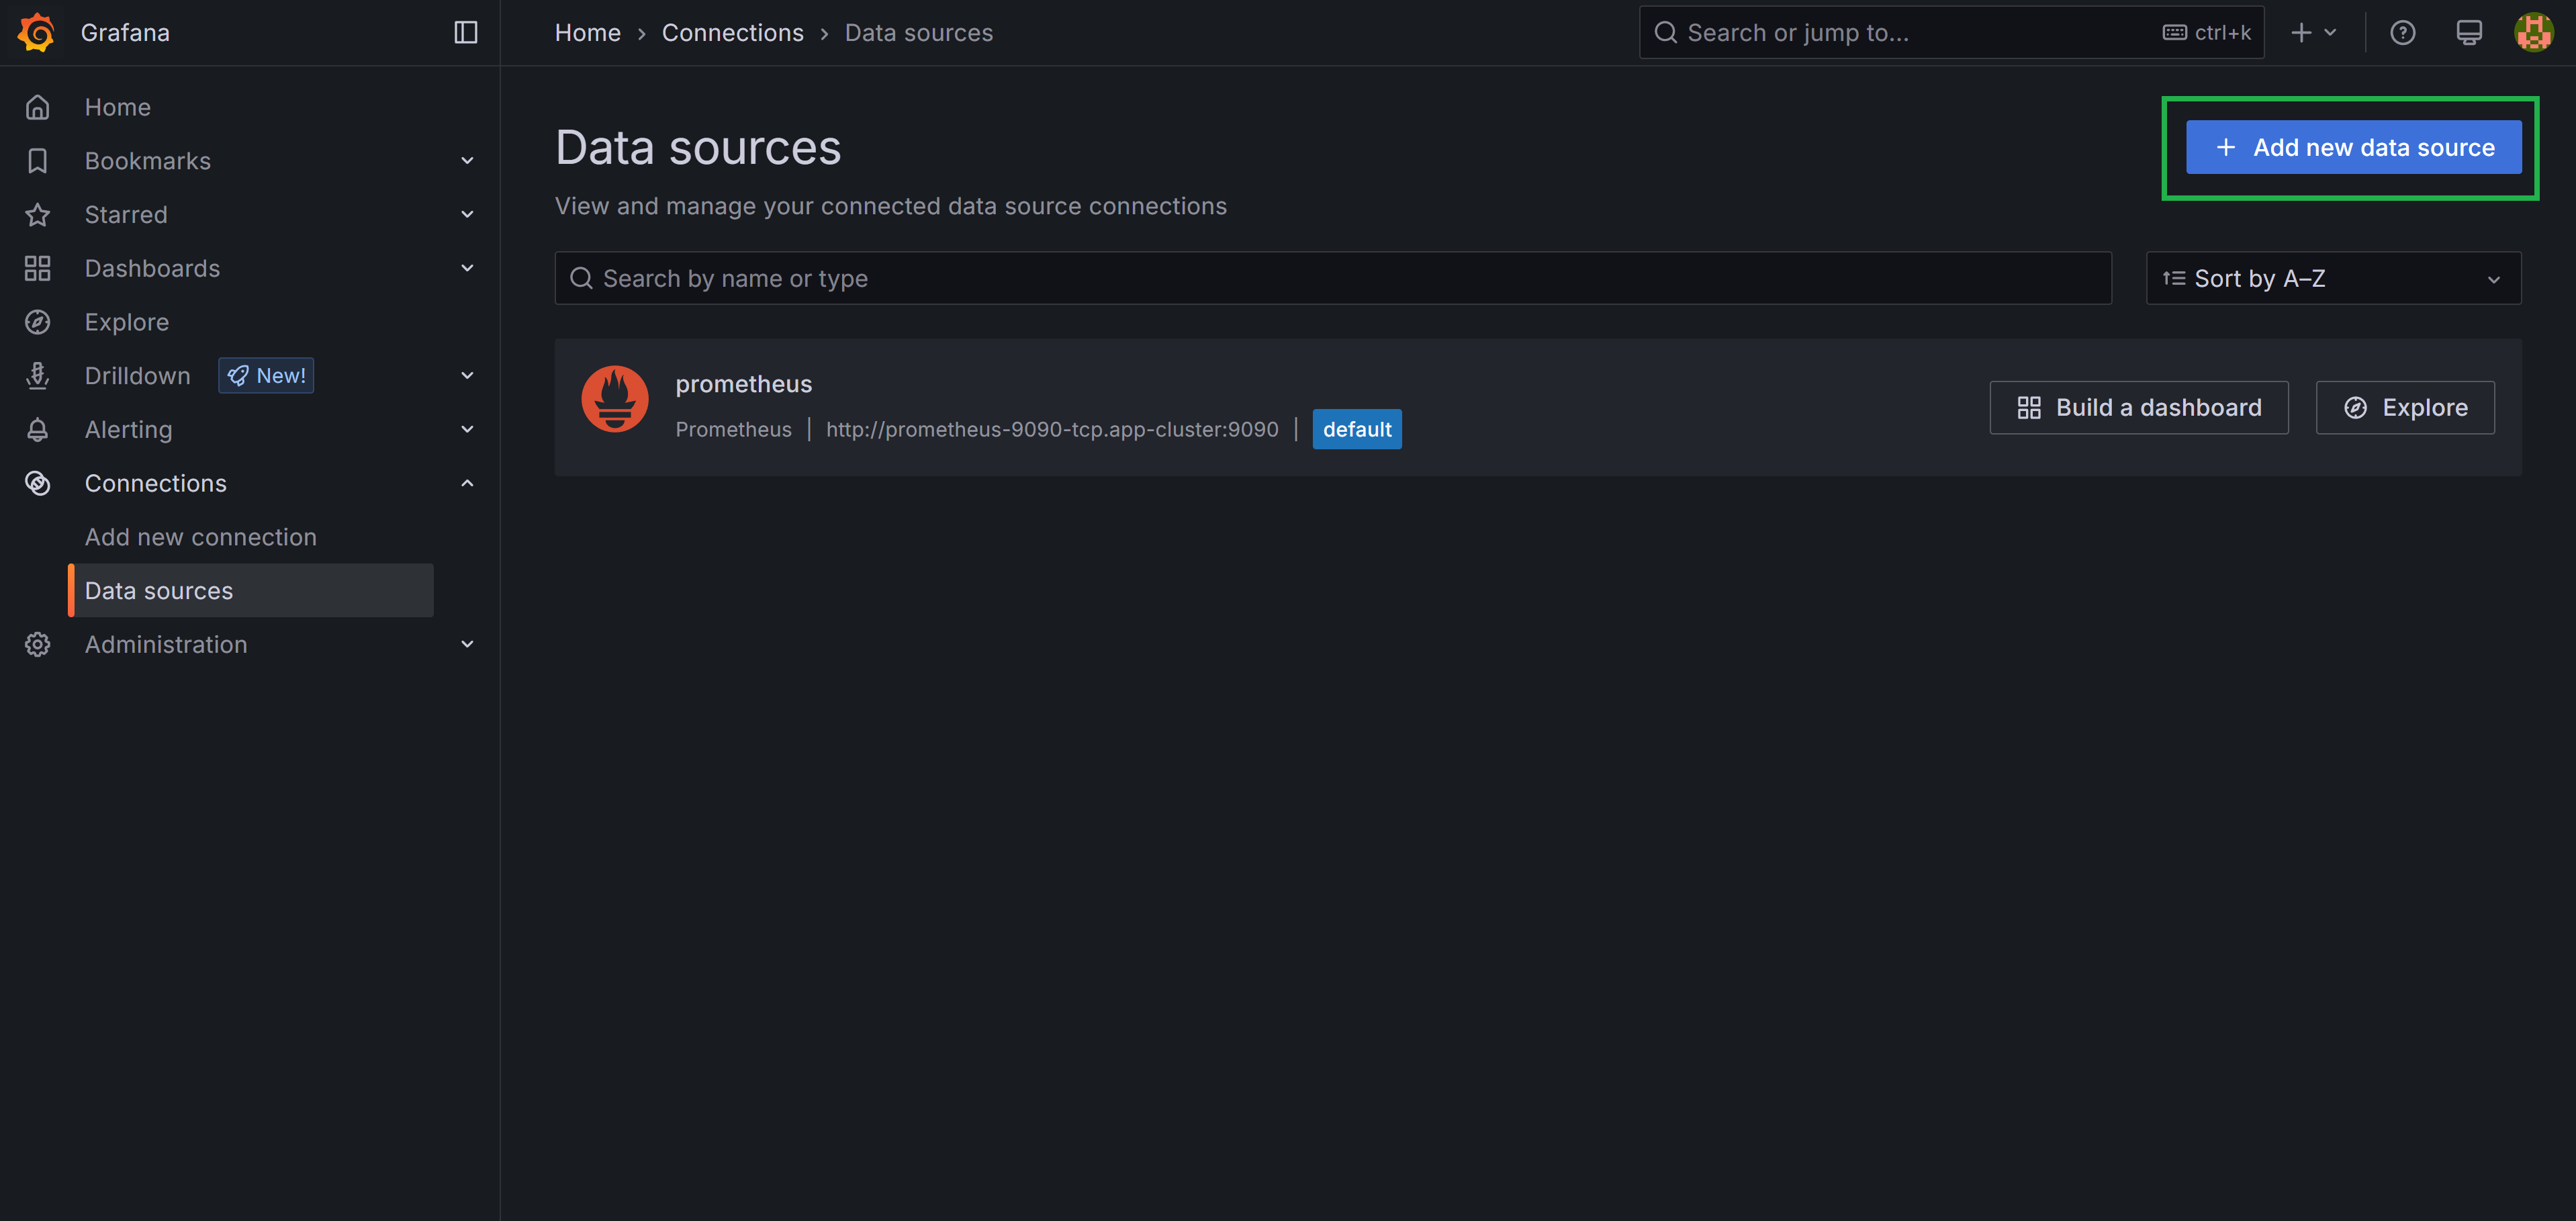 Grafana
Home
Bookmarks
Starred
Dashboards
Explore
Drilldown New!
Alerting
Connections
Add new connection
Data sources
Administration
Home › Connections › Data sources
Search or jump to... ctrl+k
Data sources
View and manage your connected data source connections
Add new data source
Search by name or type
Sort by A–Z
prometheus
Prometheus | http://prometheus-9090-tcp.app-cluster:9090 | default
Build a dashboard
Explore